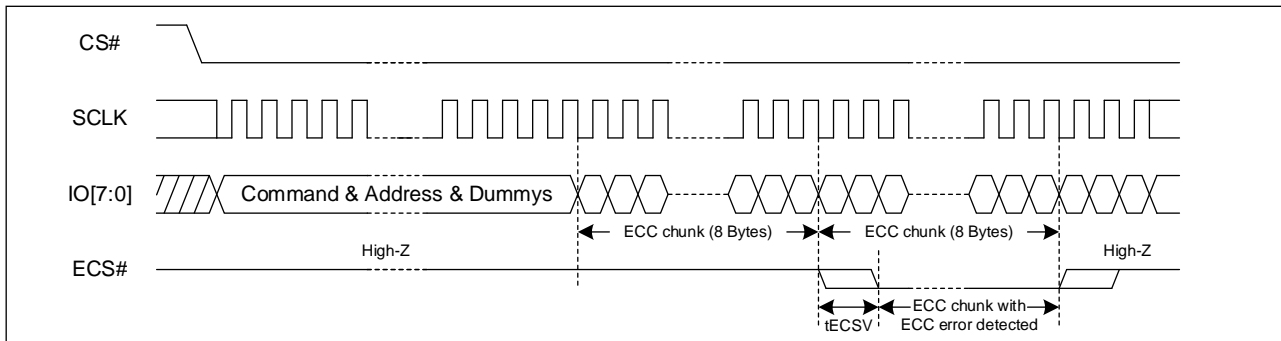 CS#
SCLK
IO[7:0]
Command & Address & Dummys
ECC chunk (8 Bytes)
ECC chunk (8 Bytes)
High-Z
High-Z
ECS#
tECSV
ECC chunk with
ECC error detected